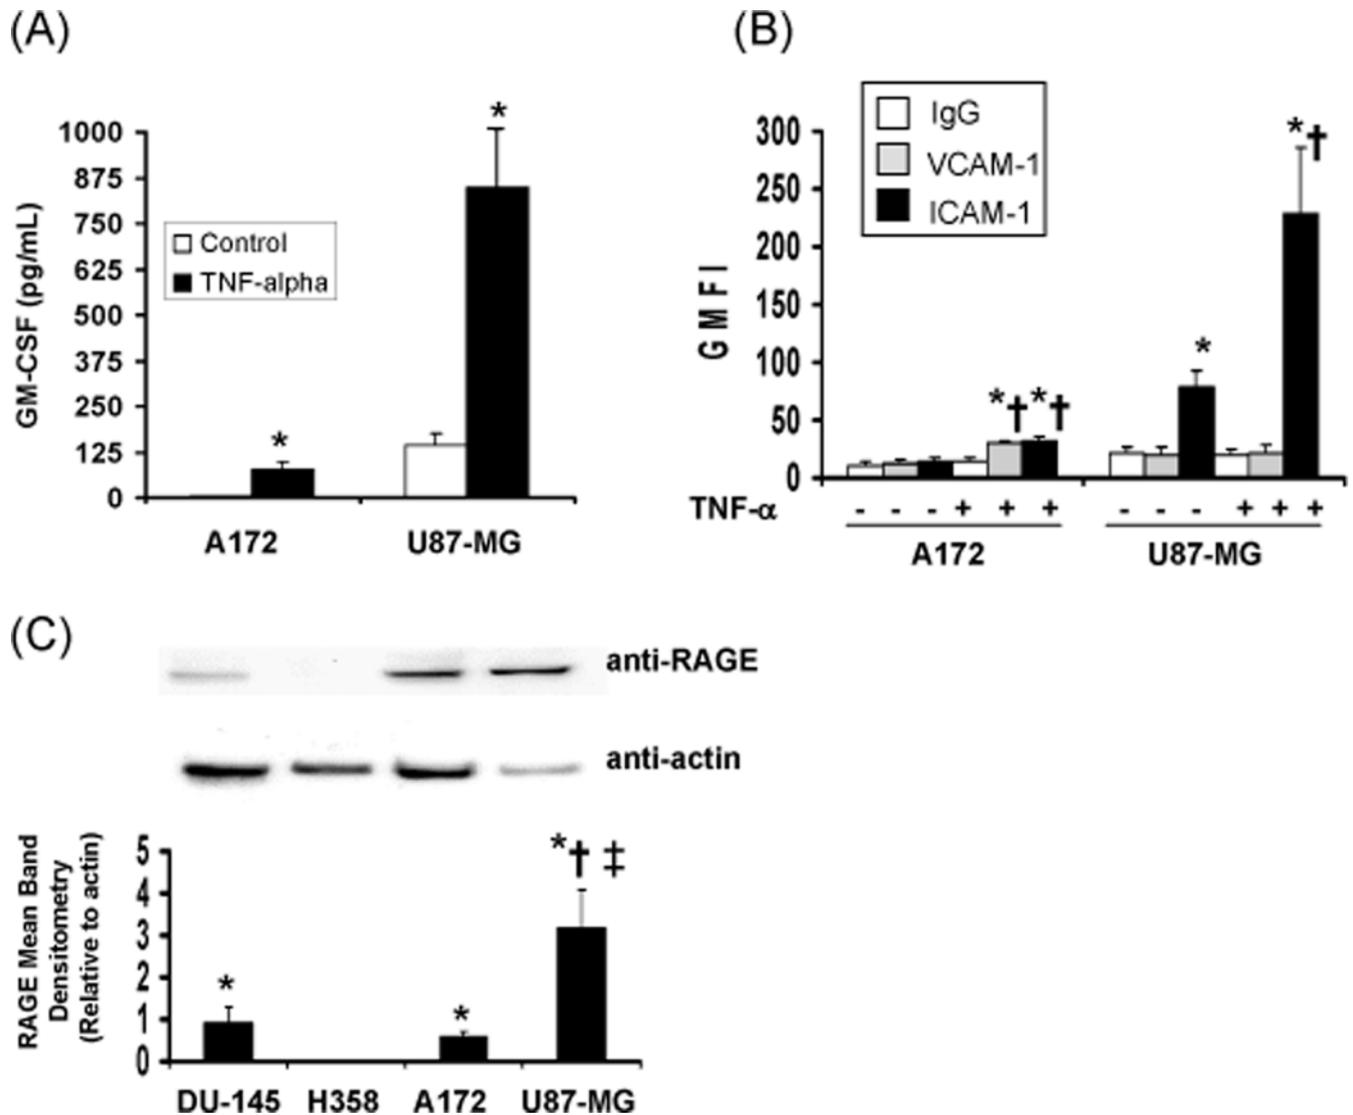 (A)
GM-CSF (pg/mL)
1000
875
750
625
500
375
250
125
0
*
*
Control
TNF-alpha
A172 U87-MG
(B)
G M F I
300
250
200
150
100
50
0
IgG
VCAM-1
ICAM-1
*† *† * *†
TNF-α - - - + + + - - - + + +
A172 U87-MG
(C)
anti-RAGE
anti-actin
RAGE Mean Band
Densitometry
(Relative to actin)
5
4
3
2
1
0
* * *† ‡
DU-145 H358 A172 U87-MG